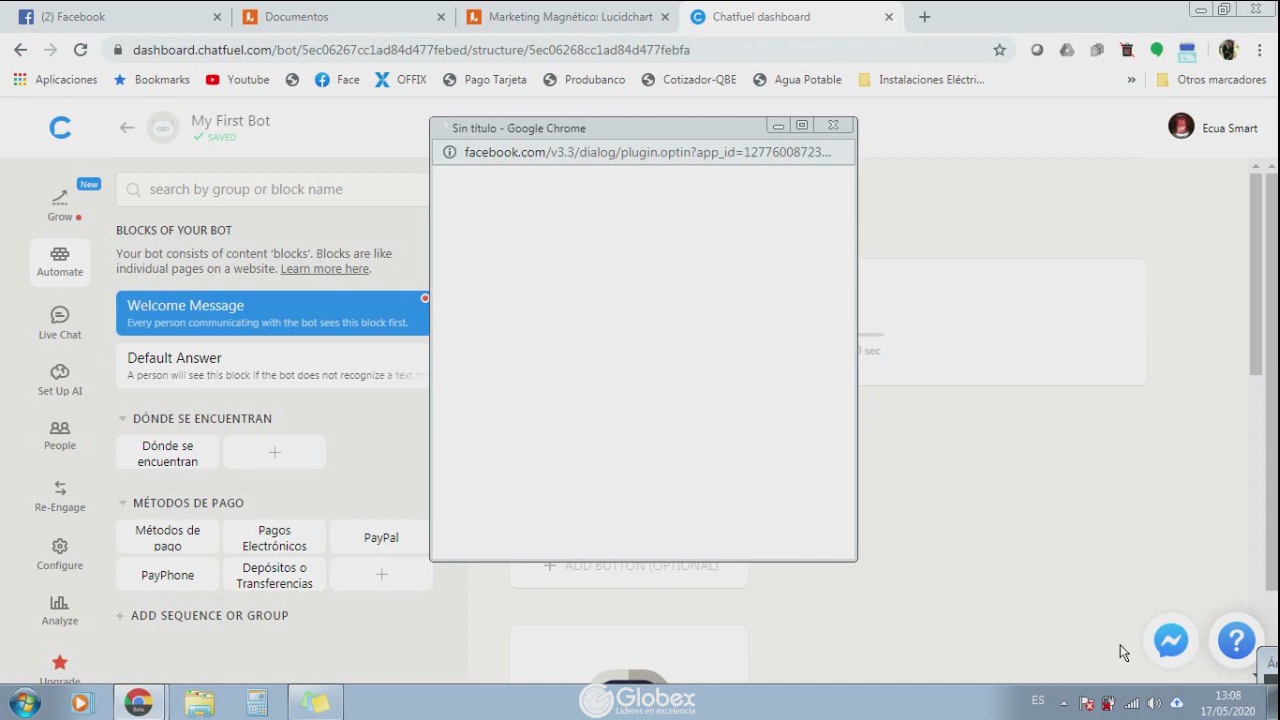 (2) Facebook
Documentos
Marketing Magnético: Lucidchart
Chatfuel dashboard
dashboard.chatfuel.com/bot/5ec06267cc1ad84d477febed/structure/5ec06268cc1ad84d477febfa
Aplicaciones
Bookmarks
Youtube
Face
OFFIX
Pago Tarjeta
Produbanco
Cotizador-QBE
Agua Potable
Instalaciones Eléctri...
»
Otros marcadores
My First Bot
SAVED
Ecua Smart
Sin título - Google Chrome
facebook.com/v3.3/dialog/plugin.optin?app_id=12776008723...
New
Grow
Automate
Live Chat
Set Up AI
People
Re-Engage
Configure
Analyze
Upgrade
search by group or block name
BLOCKS OF YOUR BOT
Your bot consists of content 'blocks'. Blocks are like
individual pages on a website. Learn more here.
Welcome Message
Every person communicating with the bot sees this block first.
Default Answer
A person will see this block if the bot does not recognize a text m
DÓNDE SE ENCUENTRAN
Dónde se
encuentran
MÉTODOS DE PAGO
Métodos de
pago
Pagos
Electrónicos
PayPal
PayPhone
Depósitos o
Transferencias
+ ADD SEQUENCE OR GROUP
sec
+ ADD BUTTON (OPTIONAL)
Globex
Líderes en excelencia
ES
13:08
17/05/2020